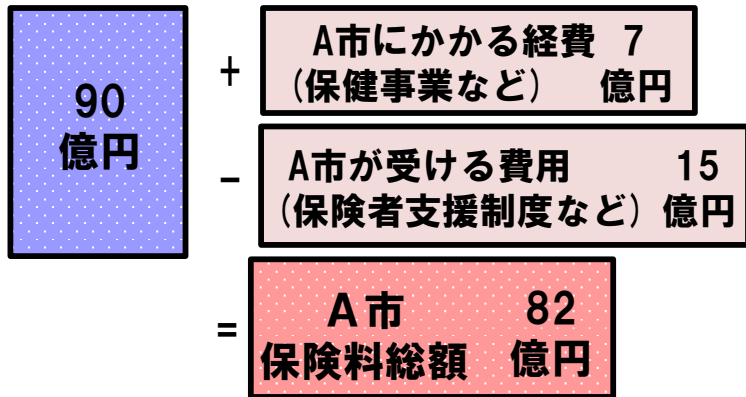 90
億円
+
A市にかかる経費 7
(保健事業など) 億円
-
A市が受ける費用 15
(保険者支援制度など) 億円
=
A市 82
保険料総額 億円